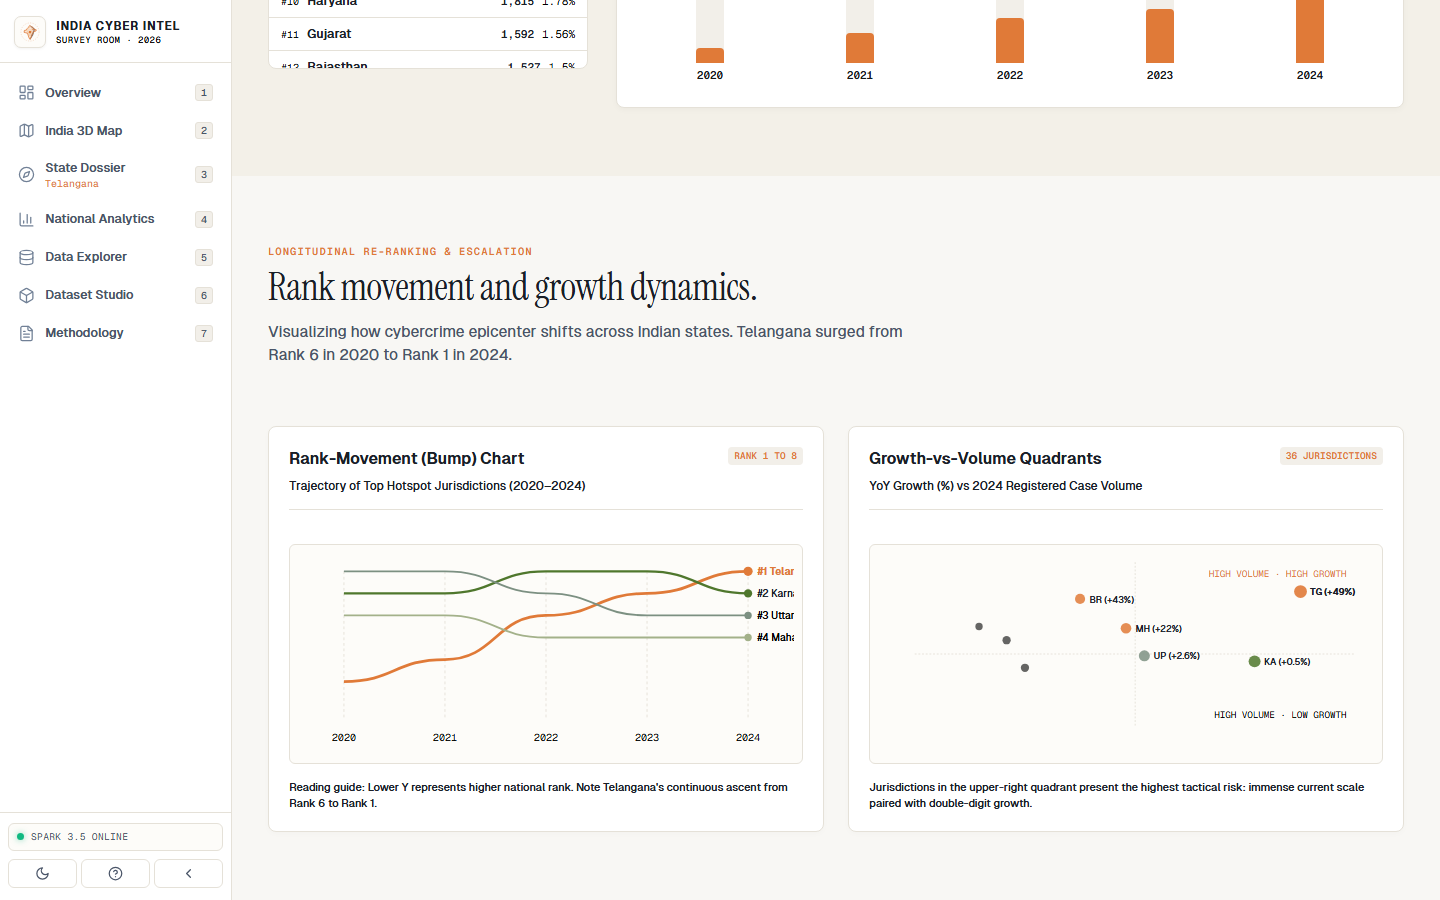 INDIA CYBER INTEL
SURVEY ROOM · 2026
Overview 1
India 3D Map 2
State Dossier 3
Telangana
National Analytics 4
Data Explorer 5
Dataset Studio 6
Methodology 7
SPARK 3.5 ONLINE
#10 Haryana 1,815 1.78%
#11 Gujarat 1,592 1.56%
#12 Rajasthan 1,527 1.5%
2020 2021 2022 2023 2024
LONGITUDINAL RE-RANKING & ESCALATION
Rank movement and growth dynamics.
Visualizing how cybercrime epicenter shifts across Indian states. Telangana surged from
Rank 6 in 2020 to Rank 1 in 2024.
Rank-Movement (Bump) Chart
RANK 1 TO 8
Trajectory of Top Hotspot Jurisdictions (2020–2024)
#1 Telan
#2 Karna
#3 Uttar
#4 Maha
2020 2021 2022 2023 2024
Reading guide: Lower Y represents higher national rank. Note Telangana's continuous ascent from
Rank 6 to Rank 1.
Growth-vs-Volume Quadrants
36 JURISDICTIONS
YoY Growth (%) vs 2024 Registered Case Volume
HIGH VOLUME · HIGH GROWTH
TG (+49%)
BR (+43%)
MH (+22%)
UP (+2.6%)
KA (+0.5%)
HIGH VOLUME · LOW GROWTH
Jurisdictions in the upper-right quadrant present the highest tactical risk: immense current scale
paired with double-digit growth.